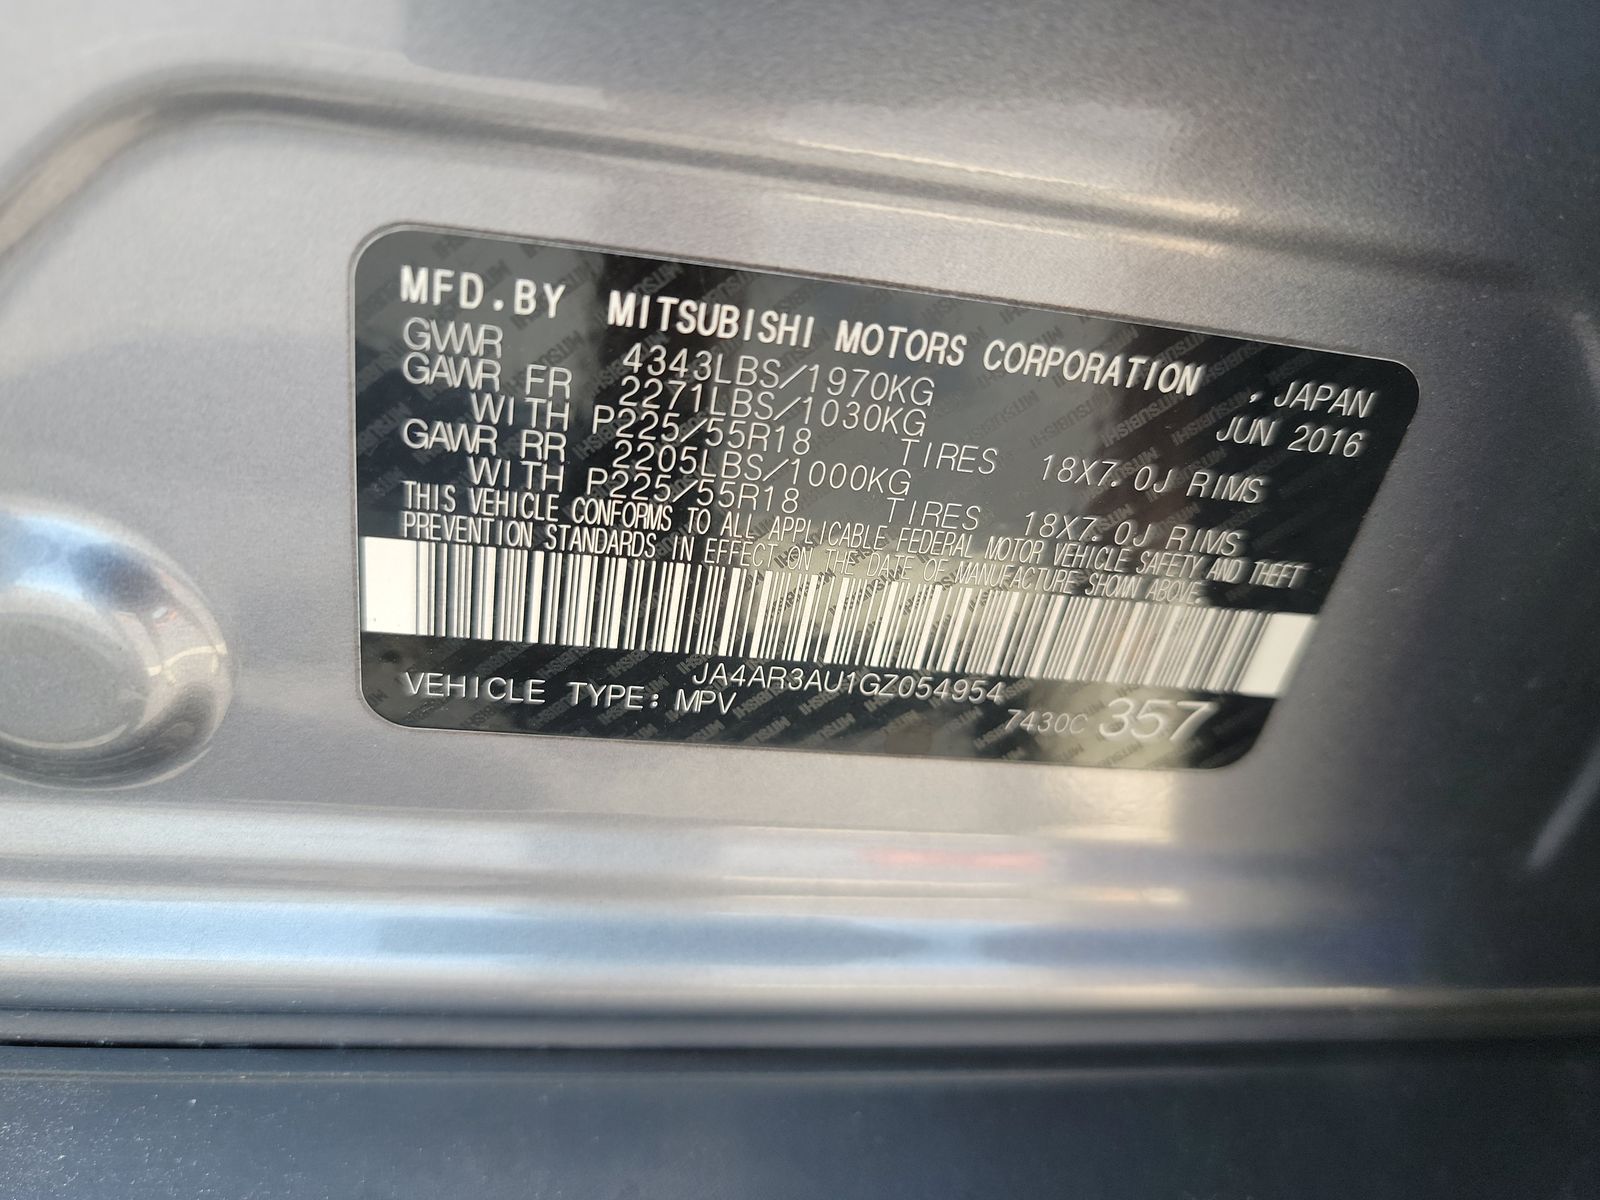 MFD.BY MITSUBISHI MOTORS CORPORATION , JAPAN
GVWR 4343LBS/1970KG JUN 2016
GAWR FR 2271LBS/1030KG
WITH P225/55R18 TIRES 18X7.0J RIMS
GAWR RR 2205LBS/1000KG
WITH P225/55R18 TIRES 18X7.0J RIMS
THIS VEHICLE CONFORMS TO ALL APPLICABLE FEDERAL MOTOR VEHICLE SAFETY AND THEFT
PREVENTION STANDARDS IN EFFECT ON THE DATE OF MANUFACTURE SHOWN ABOVE.
JA4AR3AU1GZ054954
VEHICLE TYPE: MPV
7430C 357